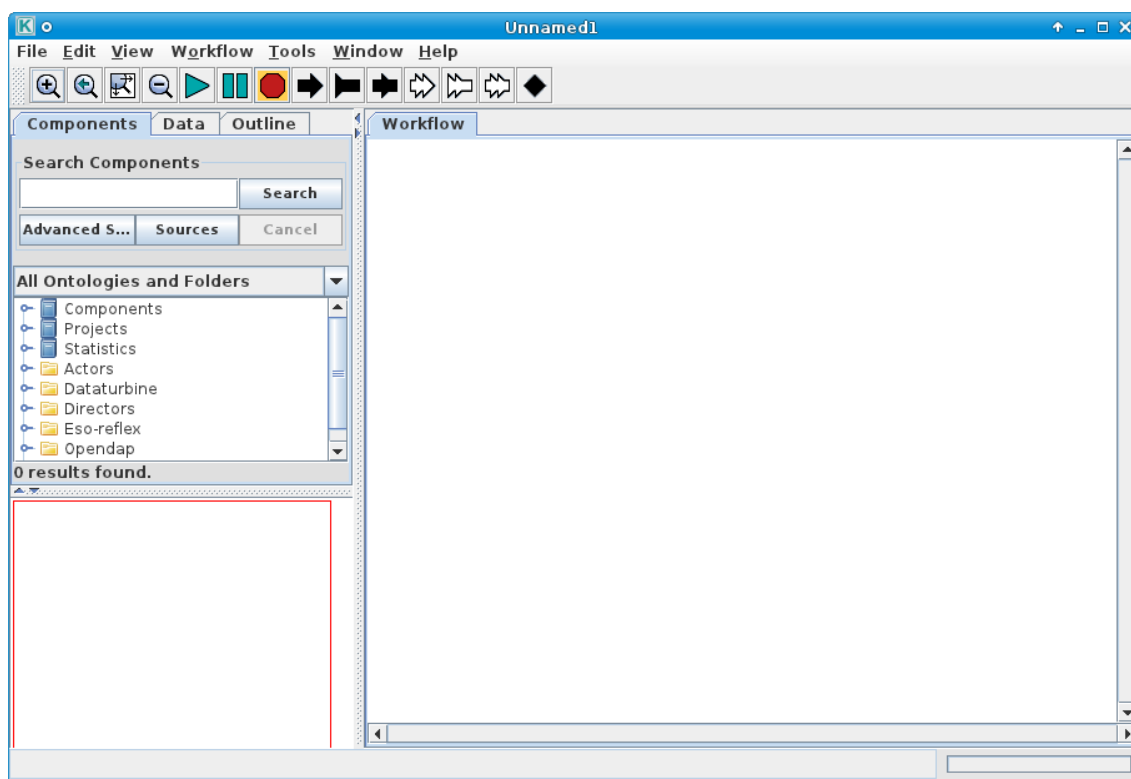 Unnamed1
File Edit View Workflow Tools Window Help
Components Data Outline
Workflow
Search Components
Search
Advanced S... Sources Cancel
All Ontologies and Folders
Components
Projects
Statistics
Actors
Dataturbine
Directors
Eso-reflex
Opendap
0 results found.